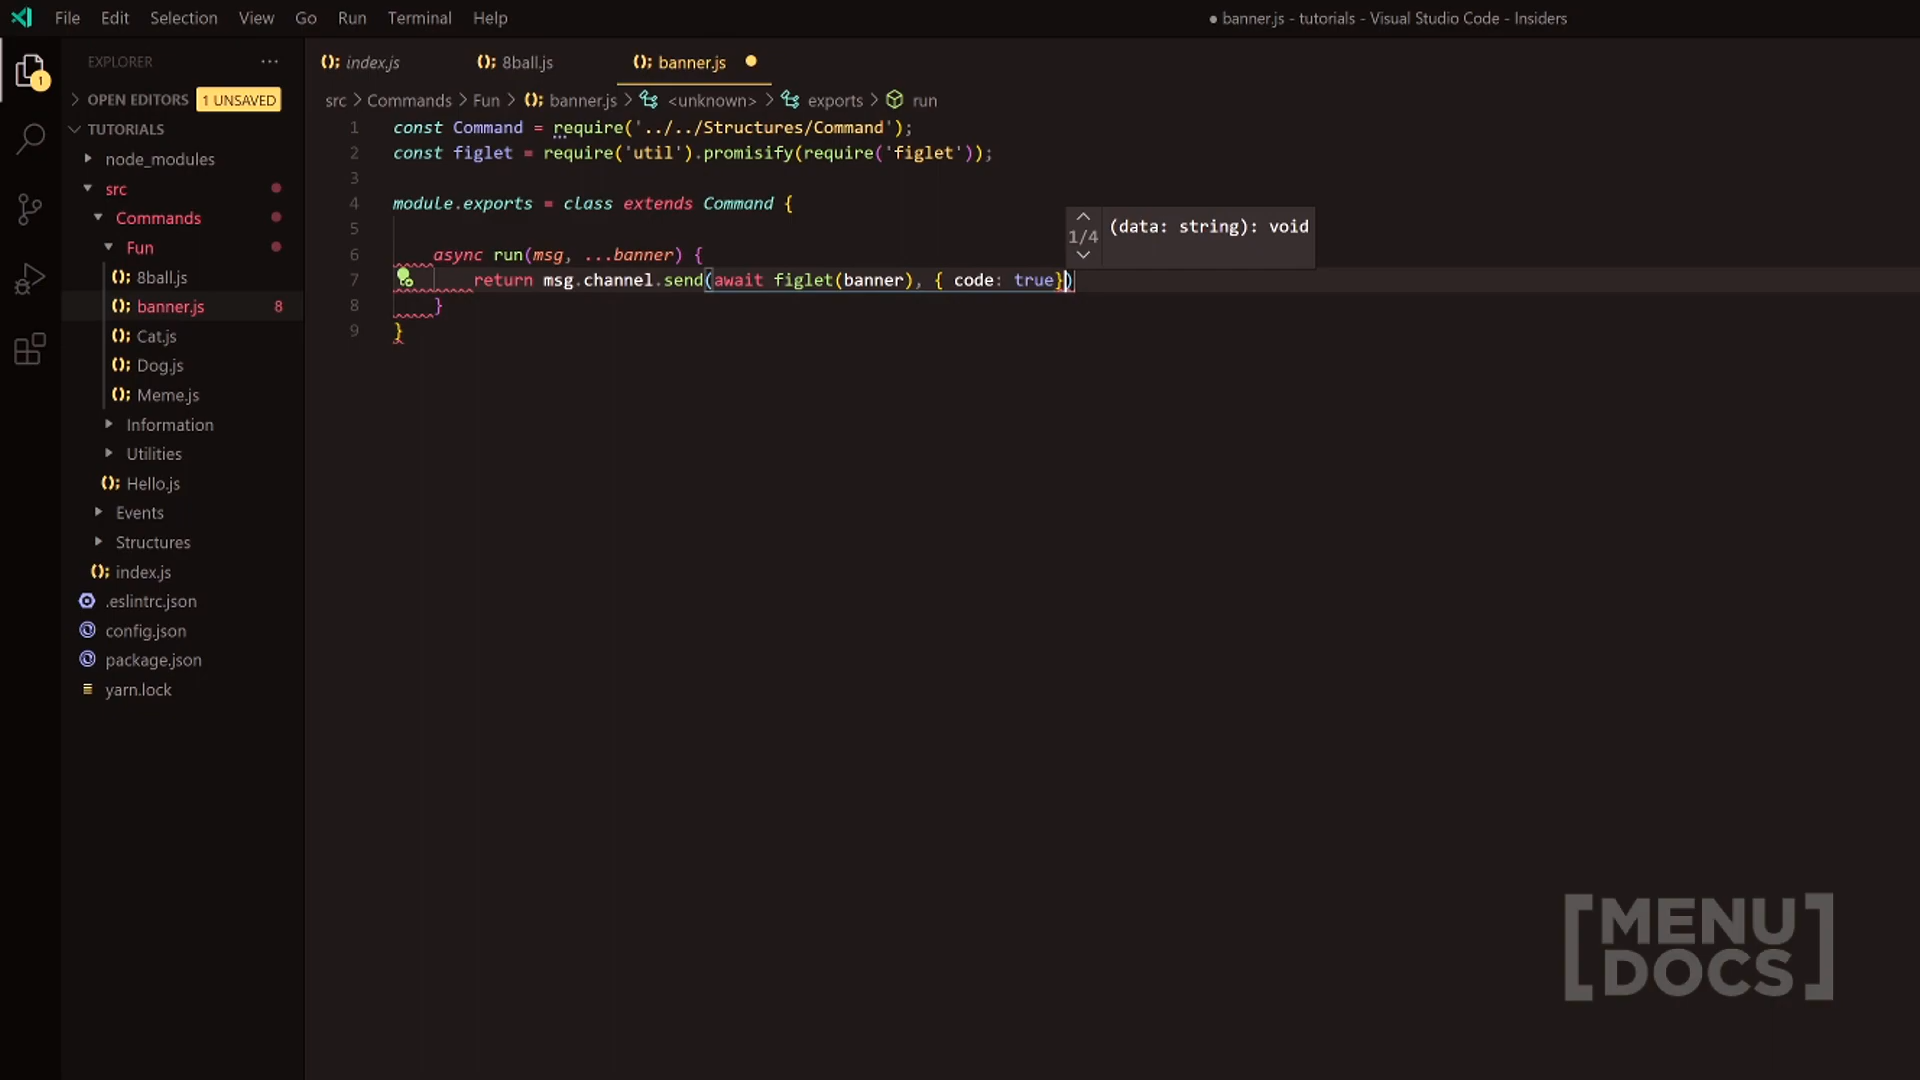 File Edit Selection View Go Run Terminal Help
● banner.js - tutorials - Visual Studio Code - Insiders
EXPLORER ...
OPEN EDITORS 1 UNSAVED
TUTORIALS
node_modules
src
Commands
Fun
8ball.js
banner.js 8
Cat.js
Dog.js
Meme.js
Information
Utilities
Hello.js
Events
Structures
index.js
.eslintrc.json
config.json
package.json
yarn.lock
1
index.js 8ball.js banner.js
src > Commands > Fun > banner.js > <unknown> > exports > run
1 const Command = require('../../Structures/Command');
2 const figlet = require('util').promisify(require('figlet'));
3
4 module.exports = class extends Command {
5
6 async run(msg, ...banner) {
7 return msg.channel.send(await figlet(banner), { code: true})
8 }
9 }
1/4 (data: string): void
[MENU
DOCS]